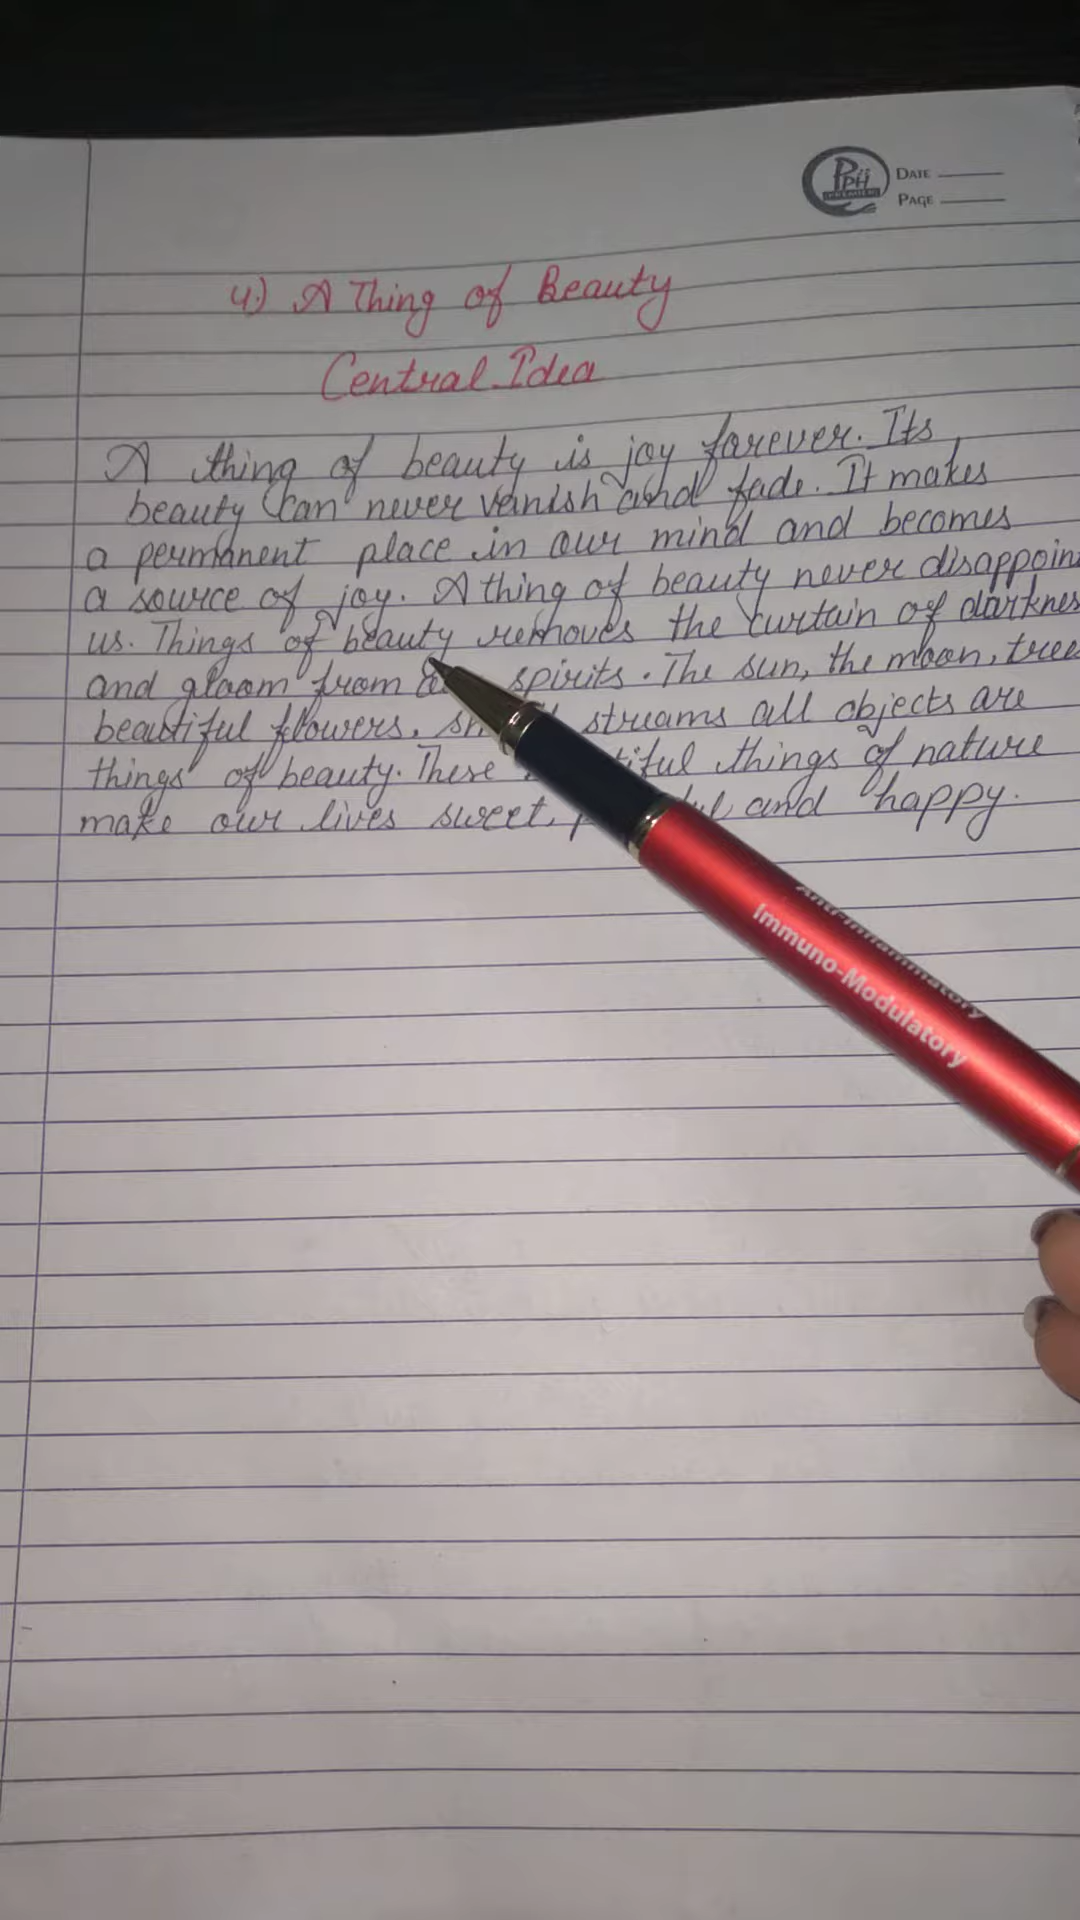 PPH
DATE
PAGE
4.) A Thing of Beauty
Central Idea
A thing of beauty is joy forever. Its
beauty can never vanish and fade. It makes
a permanent place in our mind and becomes
a source of joy. A thing of beauty never disappoin
us. Things of beauty removes the curtain of darknes
and gloom from spirits. The sun, the moon, tree
beautiful flowers, streams all objects are
things of beauty. These things of nature
make our lives sweet, and happy.
Anti-Inflammatory
Immuno-Modulatory